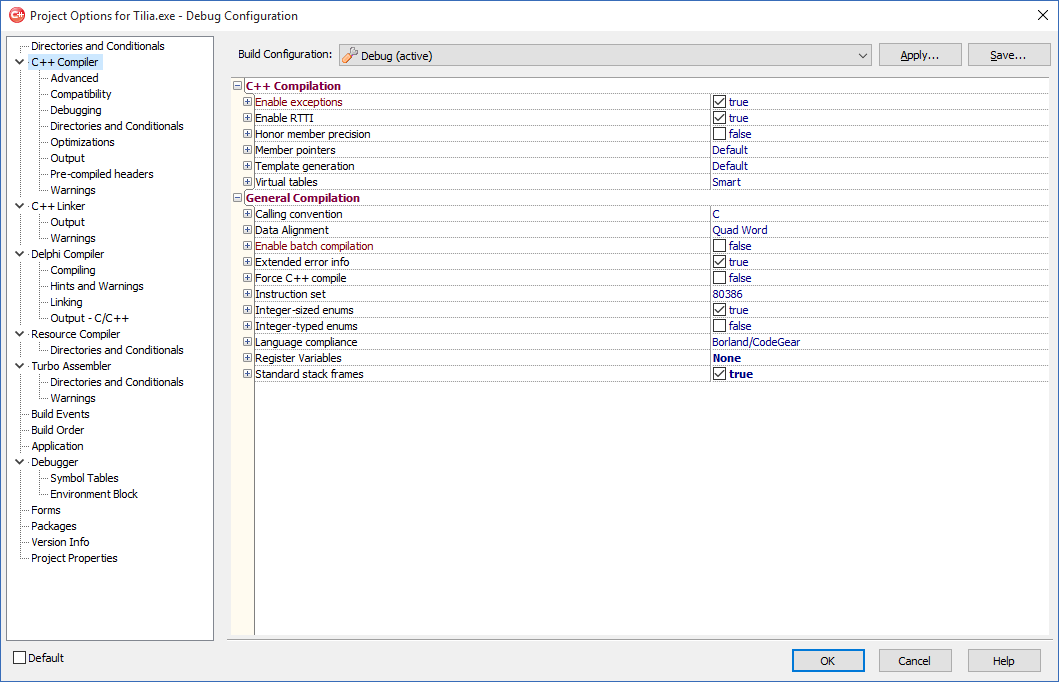 Project Options for Tilia.exe - Debug Configuration
Directories and Conditionals
C++ Compiler
Advanced
Compatibility
Debugging
Directories and Conditionals
Optimizations
Output
Pre-compiled headers
Warnings
C++ Linker
Output
Warnings
Delphi Compiler
Compiling
Hints and Warnings
Linking
Output - C/C++
Resource Compiler
Directories and Conditionals
Turbo Assembler
Directories and Conditionals
Warnings
Build Events
Build Order
Application
Debugger
Symbol Tables
Environment Block
Forms
Packages
Version Info
Project Properties
Default
Build Configuration: Debug (active) Apply... Save...
C++ Compilation
Enable exceptions true
Enable RTTI true
Honor member precision false
Member pointers Default
Template generation Default
Virtual tables Smart
General Compilation
Calling convention C
Data Alignment Quad Word
Enable batch compilation false
Extended error info true
Force C++ compile false
Instruction set 80386
Integer-sized enums true
Integer-typed enums false
Language compliance Borland/CodeGear
Register Variables None
Standard stack frames true
OK Cancel Help